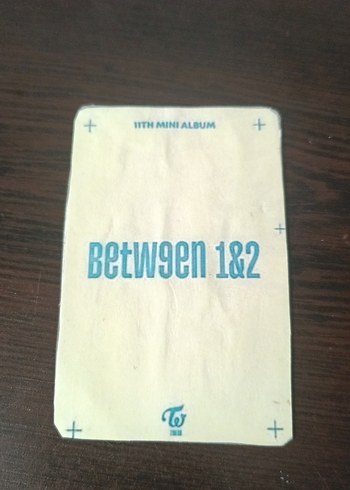 11TH MINI ALBUM
BetW9en 1&2